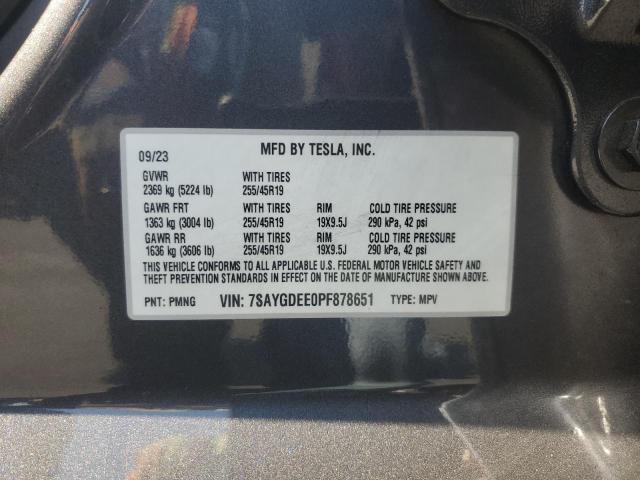 09/23 MFD BY TESLA, INC.
GVWR WITH TIRES
2369 kg (5224 lb) 255/45R19
GAWR FRT WITH TIRES RIM COLD TIRE PRESSURE
1363 kg (3004 lb) 255/45R19 19X9.5J 290 kPa, 42 psi
GAWR RR WITH TIRES RIM COLD TIRE PRESSURE
1636 kg (3606 lb) 255/45R19 19X9.5J 290 kPa, 42 psi
THIS VEHICLE CONFORMS TO ALL APPLICABLE U.S. FEDERAL MOTOR VEHICLE SAFETY AND
THEFT PREVENTION STANDARDS IN EFFECT ON THE DATE OF MANUFACTURE SHOWN ABOVE.
PNT: PMNG VIN: 7SAYGDEE0PF878651 TYPE: MPV